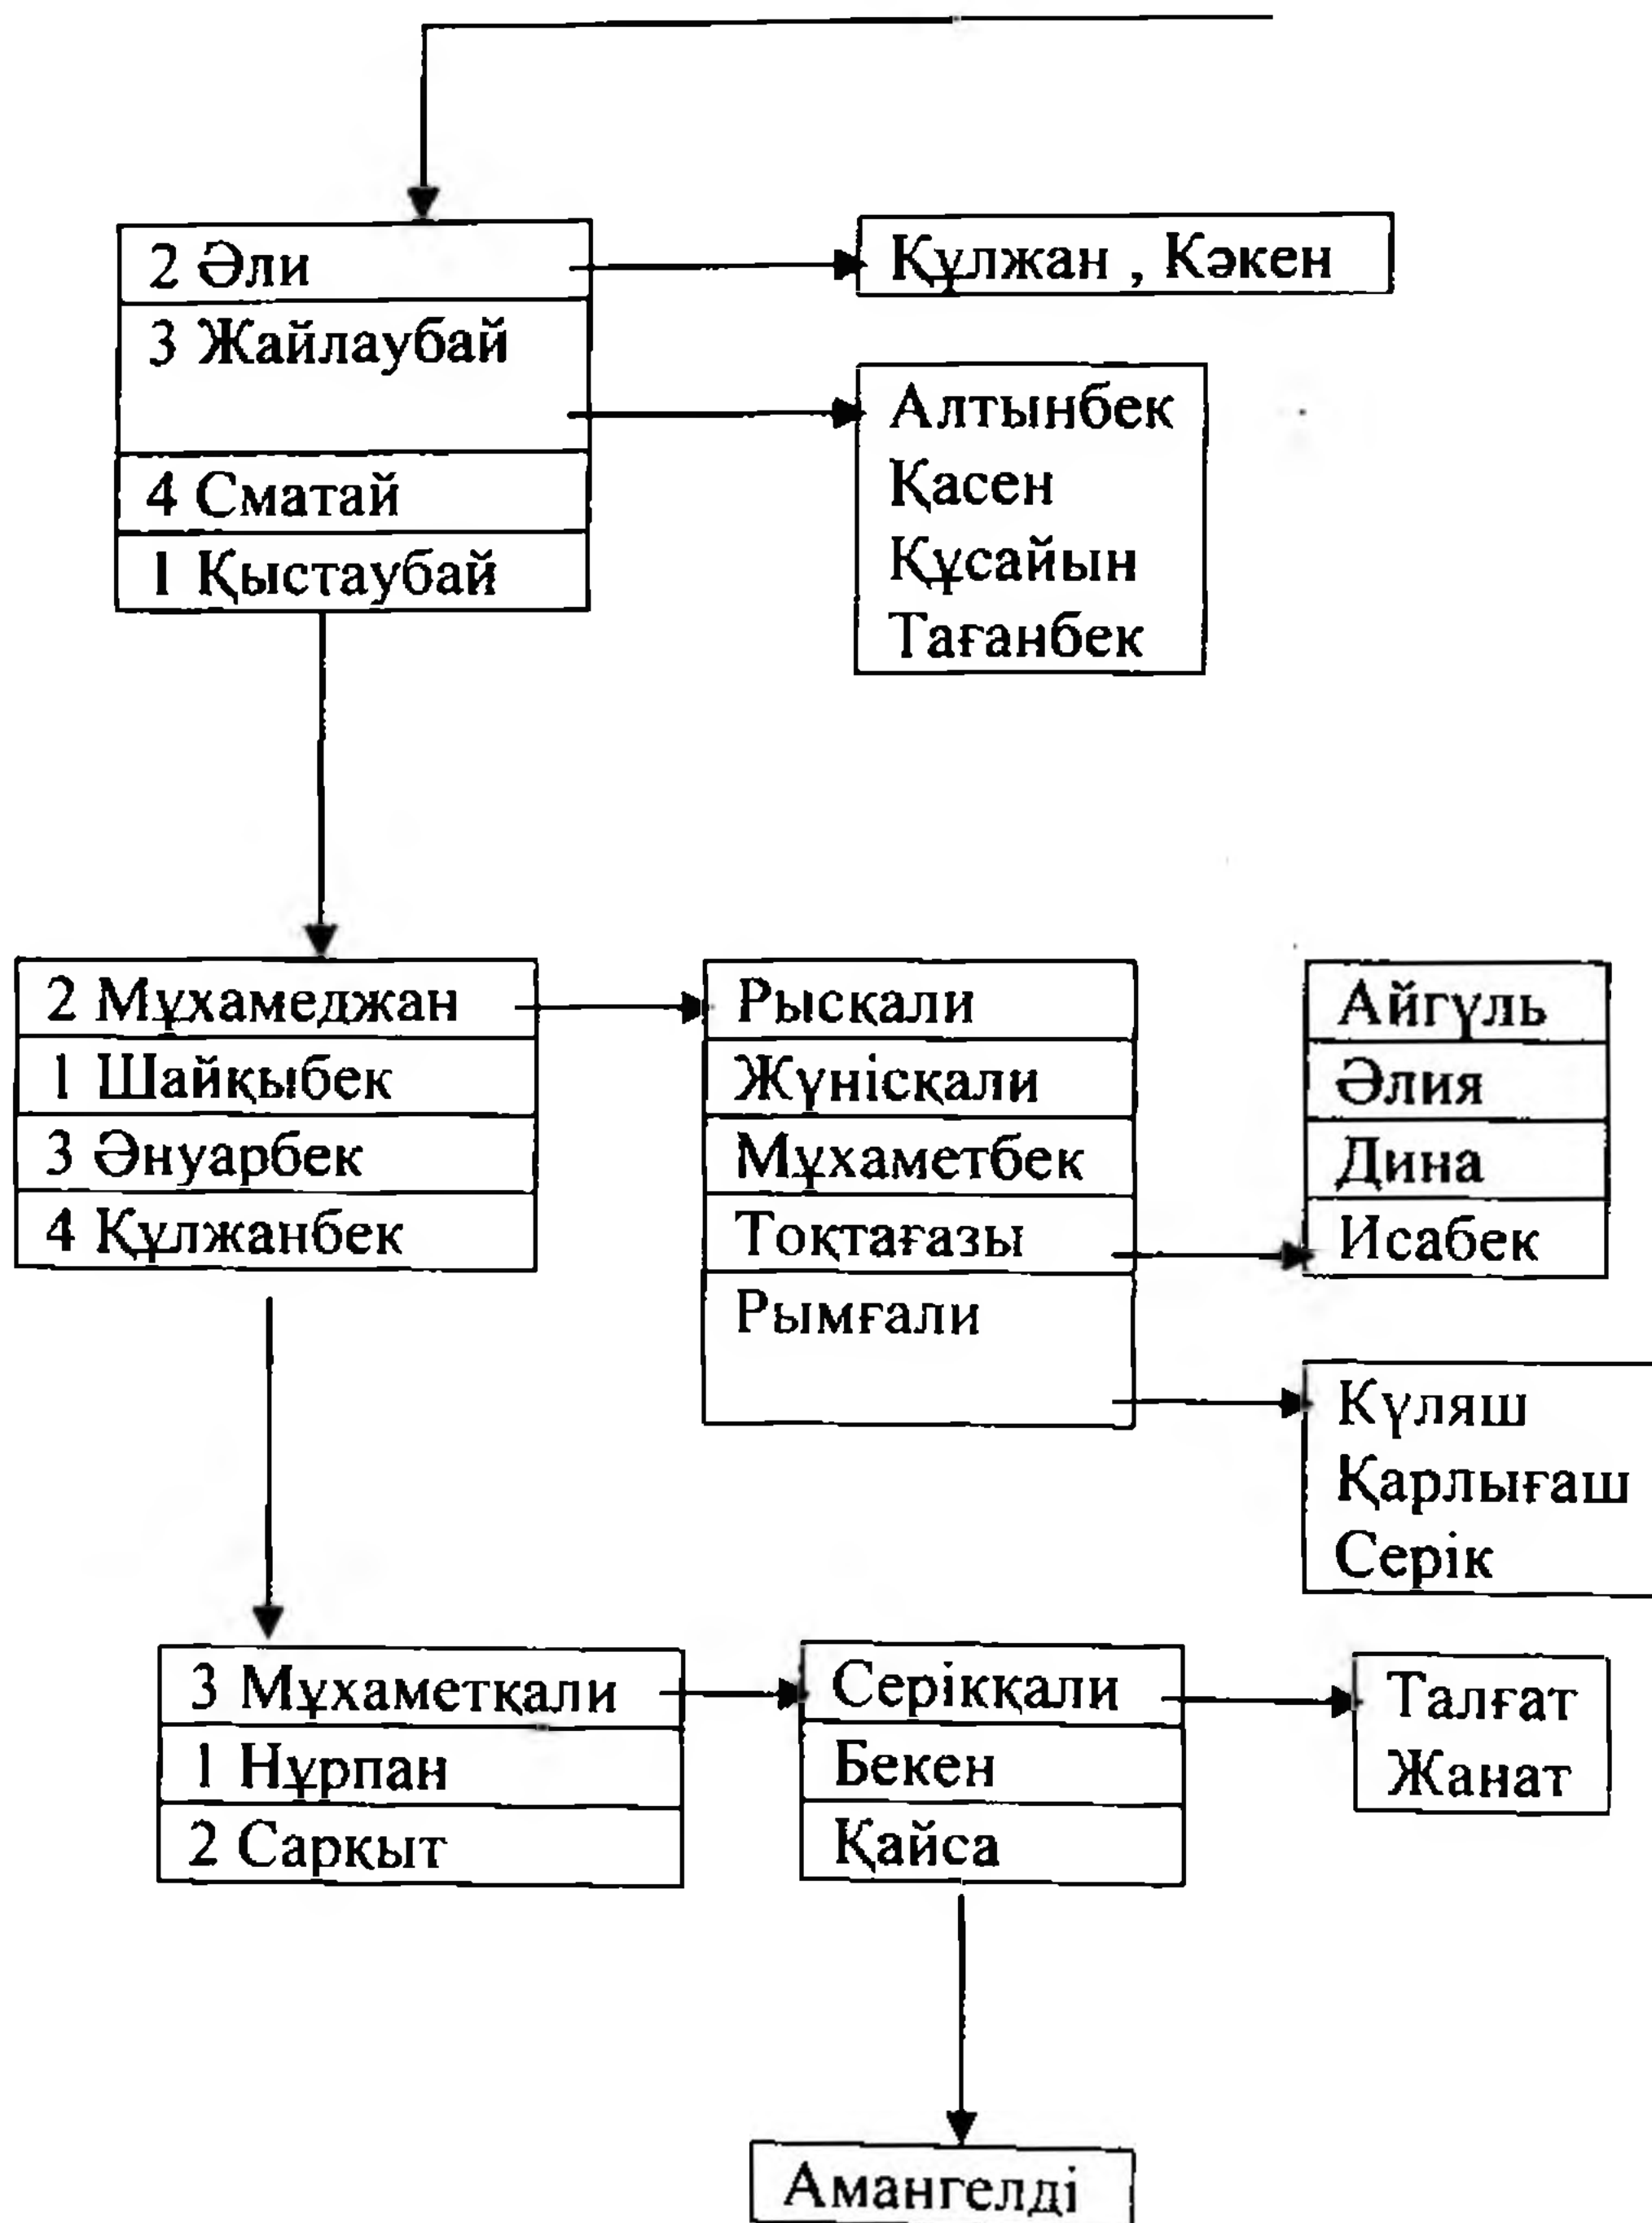 2 Әли
Құлжан , Кәкен
3 Жайлаубай
Алтынбек
Қасен
Құсайын
Тағанбек
4 Сматай
1 Қыстаубай
2 Мұхамеджан
1 Шайқыбек
3 Әнуарбек
4 Құлжанбек
Рысқали
Жүнісқали
Мұхаметбек
Тоқтағазы
Рымғали
Айгүль
Әлия
Дина
Исабек
Күляш
Қарлығаш
Серік
3 Мұхаметқали
1 Нұрпан
2 Сарқыт
Серікқали
Бекен
Қайса
Талғат
Жанат
Амангелді